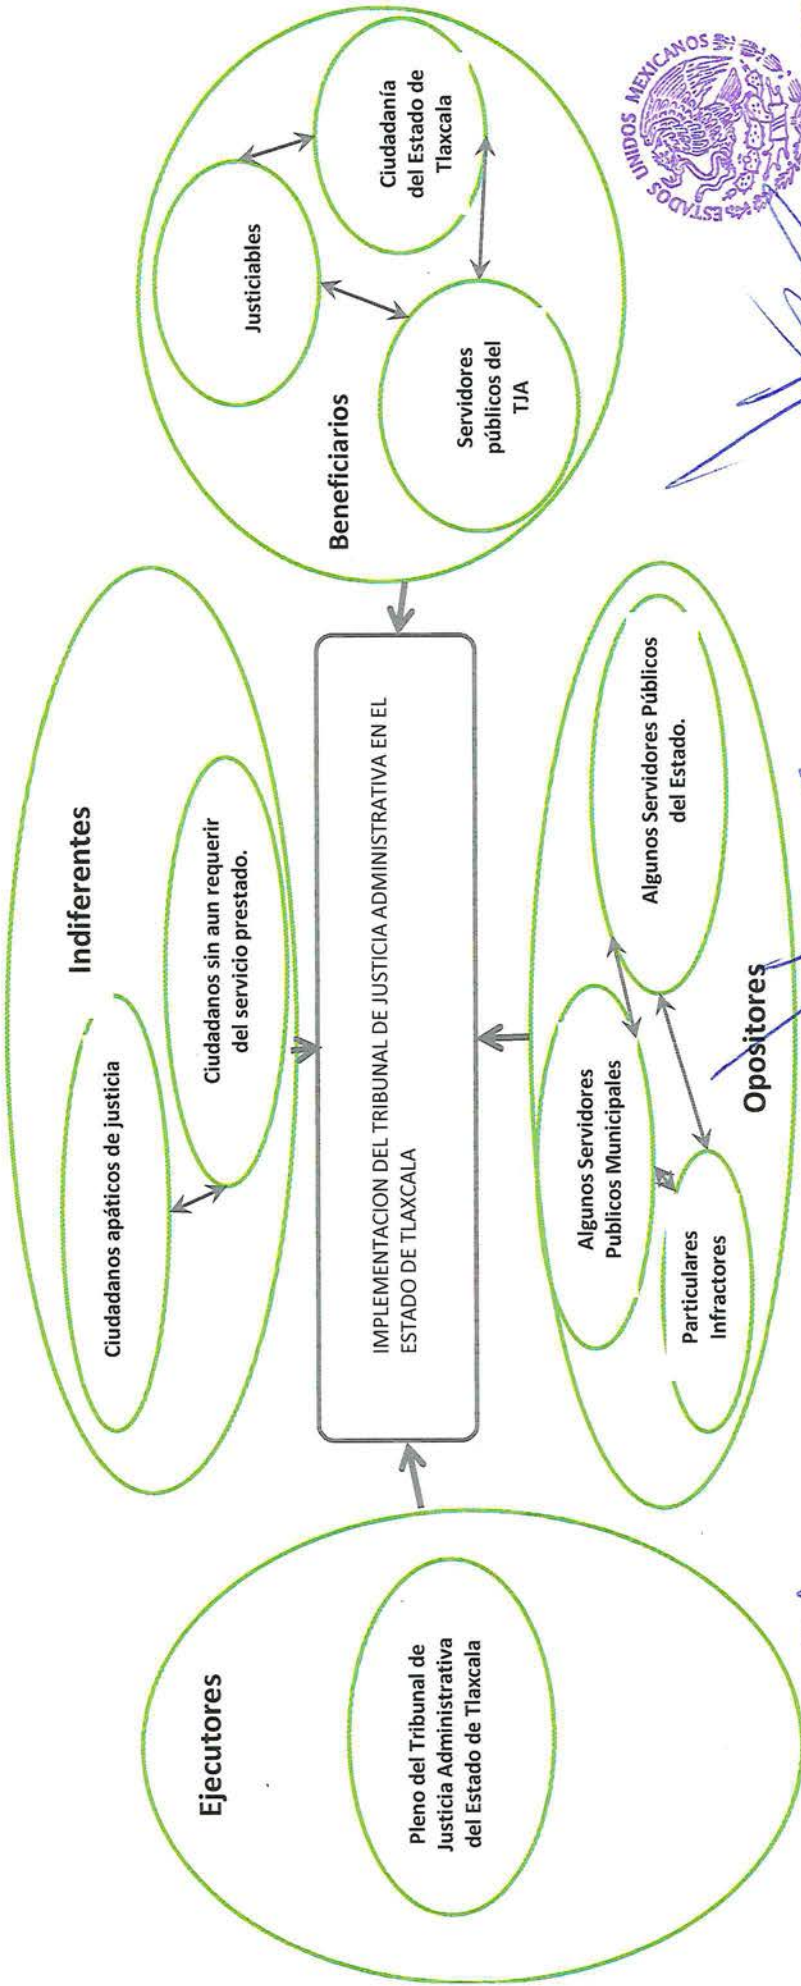 Indiferentes
Ciudadanos apáticos de justicia
Ciudadanos sin aun requerir
del servicio prestado.
Ejecutores
Pleno del Tribunal de
Justicia Administrativa
del Estado de Tlaxcala
IMPLEMENTACION DEL TRIBUNAL DE JUSTICIA ADMINISTRATIVA EN EL
ESTADO DE TLAXCALA
Beneficiarios
Justiciables
Ciudadanía
del Estado de
Tlaxcala
Servidores
públicos del
TJA
Algunos Servidores
Publicos Municipales
Algunos Servidores Públicos
del Estado.
Particulares
Infractores
Opositores
ESTADOS UNIDOS MEXICANOS